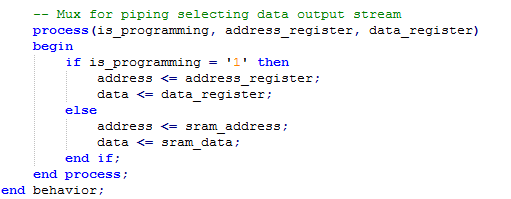 -- Mux for piping selecting data output stream
process(is_programming, address_register, data_register)
begin
if is_programming = '1' then
address <= address_register;
data <= data_register;
else
address <= sram_address;
data <= sram_data;
end if;
end process;
end behavior;